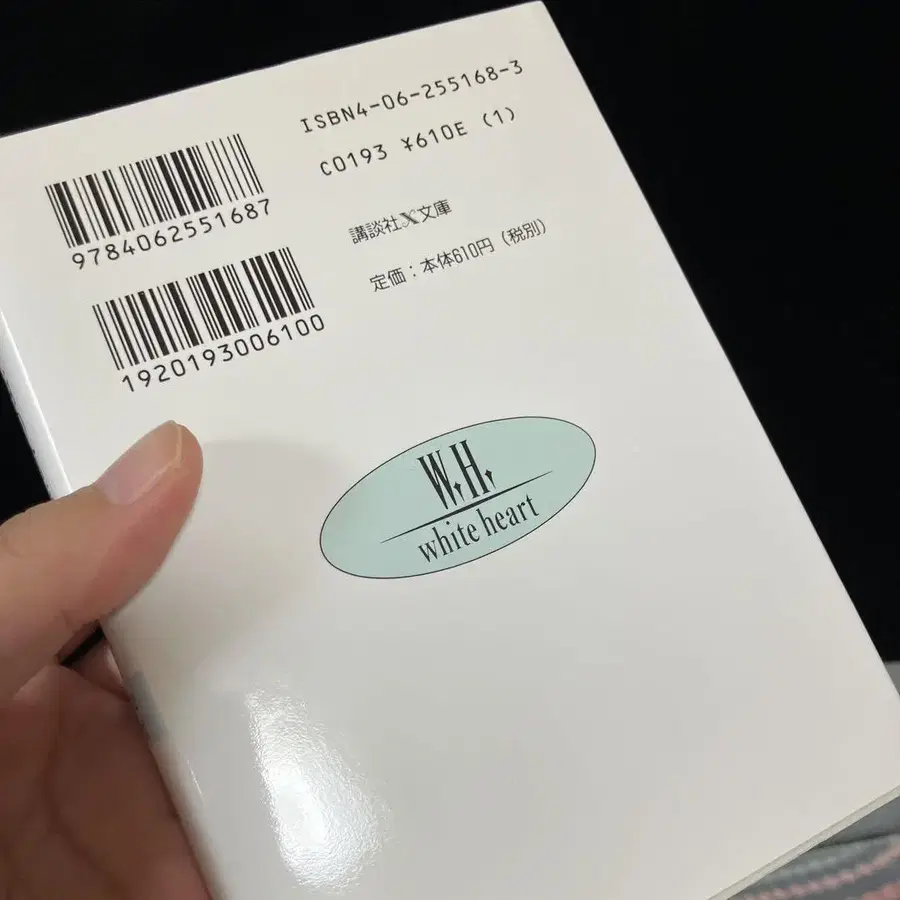 ISBN4-06-255168-3
C0193 ¥610E (1)
9784062551687
講談社X文庫
定価:本体610円(税別)
1920193006100
W.H.
white heart